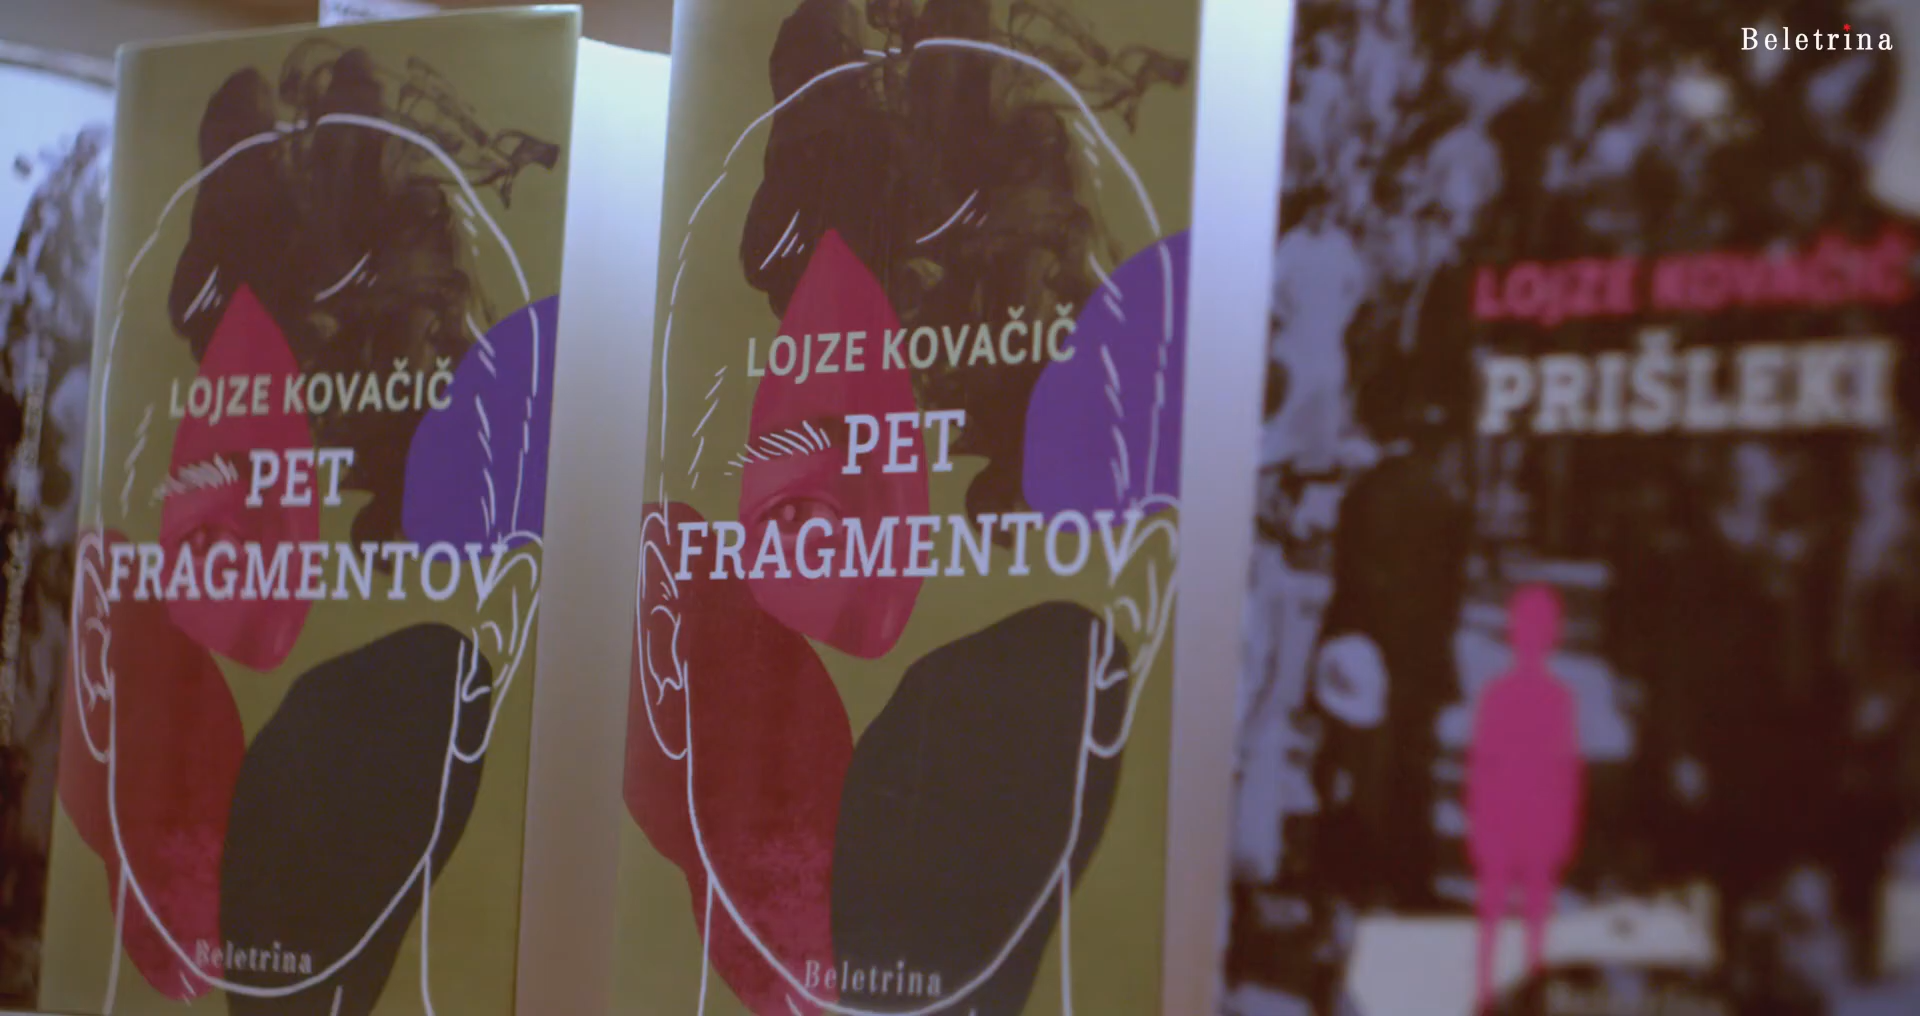 LOJZE KOVAČIČ
PET
FRAGMENTOV
Beletrina
LOJZE KOVAČIČ
PET
FRAGMENTOV
Beletrina
LOJZE KOVAČIČ
PRIŠLEKI
Beletrina